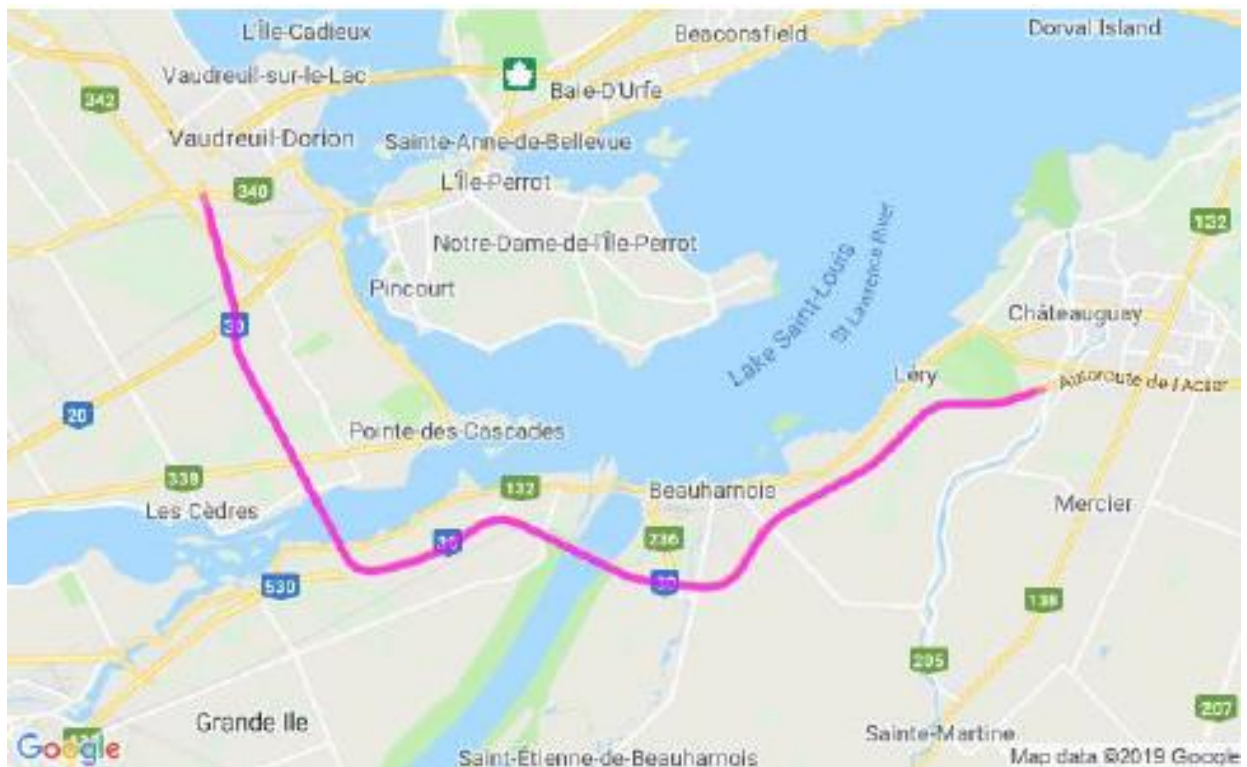 L'Île-Cadieux
Beaconsfield
Dorval Island
Vaudreuil-sur-le-Lac
342
Baie-D'Urfe
Vaudreuil-Dorion
Sainte-Anne-de-Bellevue
340
L'Île-Perrot
132
Notre-Dame-de-l'Île-Perrot
Pincourt
Lake Saint-Louis
St Lawrence River
30
Châteauguay
Léry
Autoroute de l'Acier
20
Pointe-des-Cascades
338
132
Beauharnois
Les Cèdres
Mercier
30
236
530
30
138
205
207
Grande Ile
Sainte-Martine
Google
Saint-Étienne-de-Beauharnois
Map data ©2019 Google